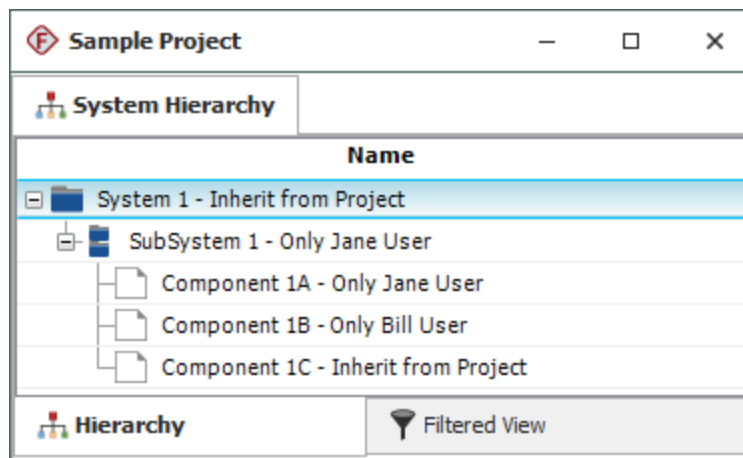 Sample Project
System Hierarchy
Name
System 1 - Inherit from Project
SubSystem 1 - Only Jane User
Component 1A - Only Jane User
Component 1B - Only Bill User
Component 1C - Inherit from Project
Hierarchy Filtered View